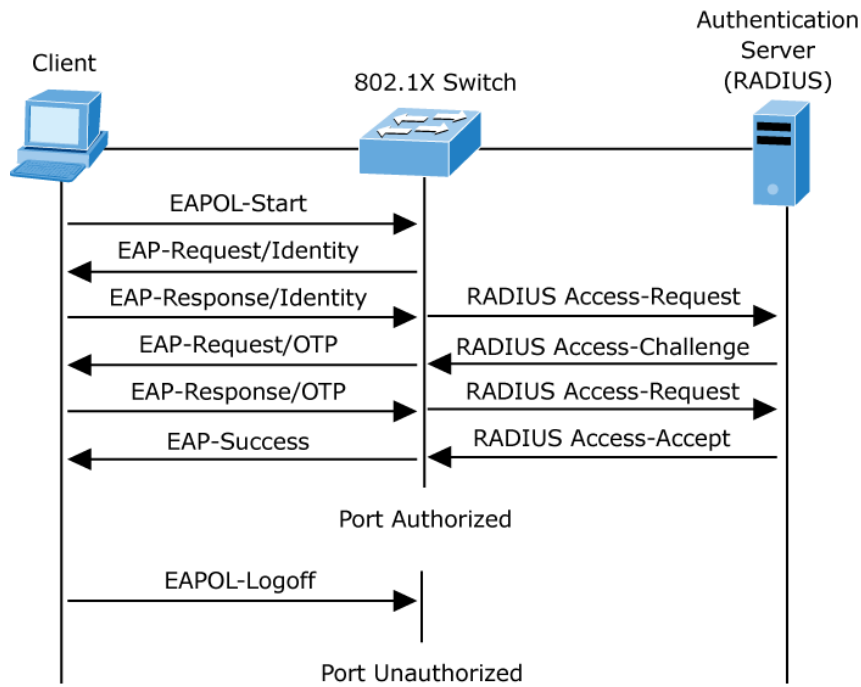 Authentication
Server
(RADIUS)
Client
802.1X Switch
EAPOL-Start
EAP-Request/Identity
EAP-Response/Identity
RADIUS Access-Request
EAP-Request/OTP
RADIUS Access-Challenge
EAP-Response/OTP
RADIUS Access-Request
EAP-Success
RADIUS Access-Accept
Port Authorized
EAPOL-Logoff
Port Unauthorized